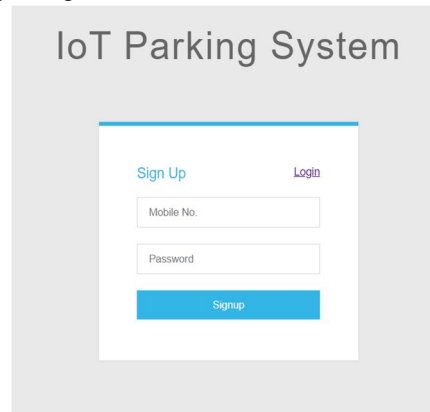 IoT Parking System
Sign Up Login
Mobile No.
Password
Signup